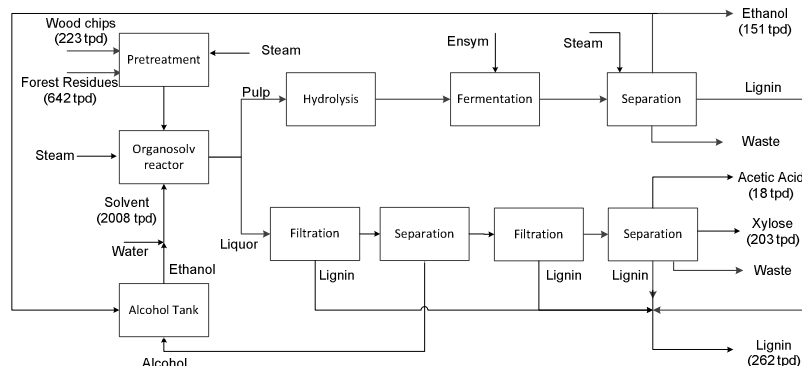 Wood chips
(223 tpd)
Ethanol
(151 tpd)
Pretreatment
Steam
Ensym
Steam
Forest Residues
(642 tpd)
Pulp
Hydrolysis
Fermentation
Separation
Lignin
Waste
Steam
Organosolv
reactor
Solvent
(2008 tpd)
Acetic Acid
(18 tpd)
Water
Liquor
Filtration
Separation
Filtration
Separation
Xylose
(203 tpd)
Ethanol
Lignin
Lignin
Lignin
Waste
Alcohol Tank
Lignin
(262 tpd)
Alcohol